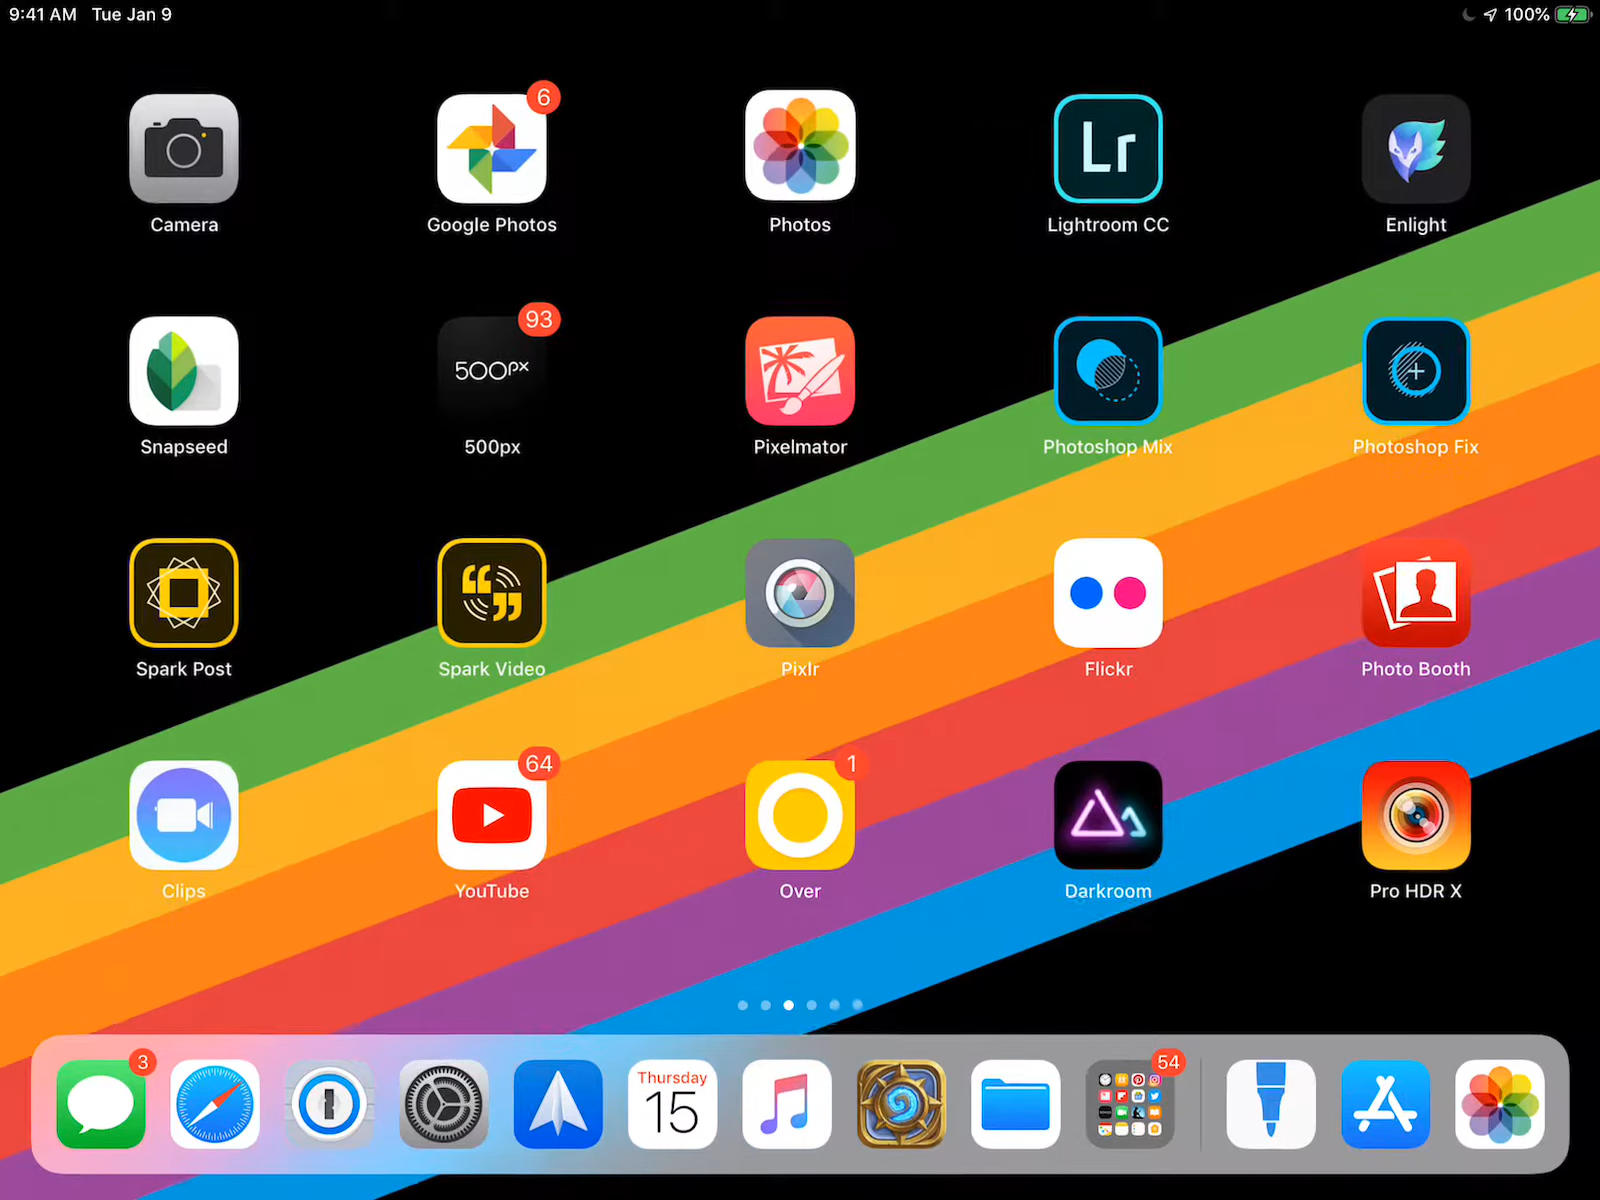 9:41 AM Tue Jan 9
100%
6
Camera
Google Photos
Photos
Lr
Lightroom CC
Enlight
93
500px
Snapseed
500px
Pixelmator
Photoshop Mix
Photoshop Fix
Spark Post
Spark Video
Pixlr
Flickr
Photo Booth
64
1
Clips
YouTube
Over
Darkroom
Pro HDR X
3
Thursday
15
54